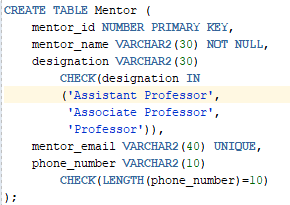 CREATE TABLE Mentor (
mentor_id NUMBER PRIMARY KEY,
mentor_name VARCHAR2(30) NOT NULL,
designation VARCHAR2(30)
CHECK(designation IN
('Assistant Professor',
'Associate Professor',
'Professor')),
mentor_email VARCHAR2(40) UNIQUE,
phone_number VARCHAR2(10)
CHECK(LENGTH(phone_number)=10)
);